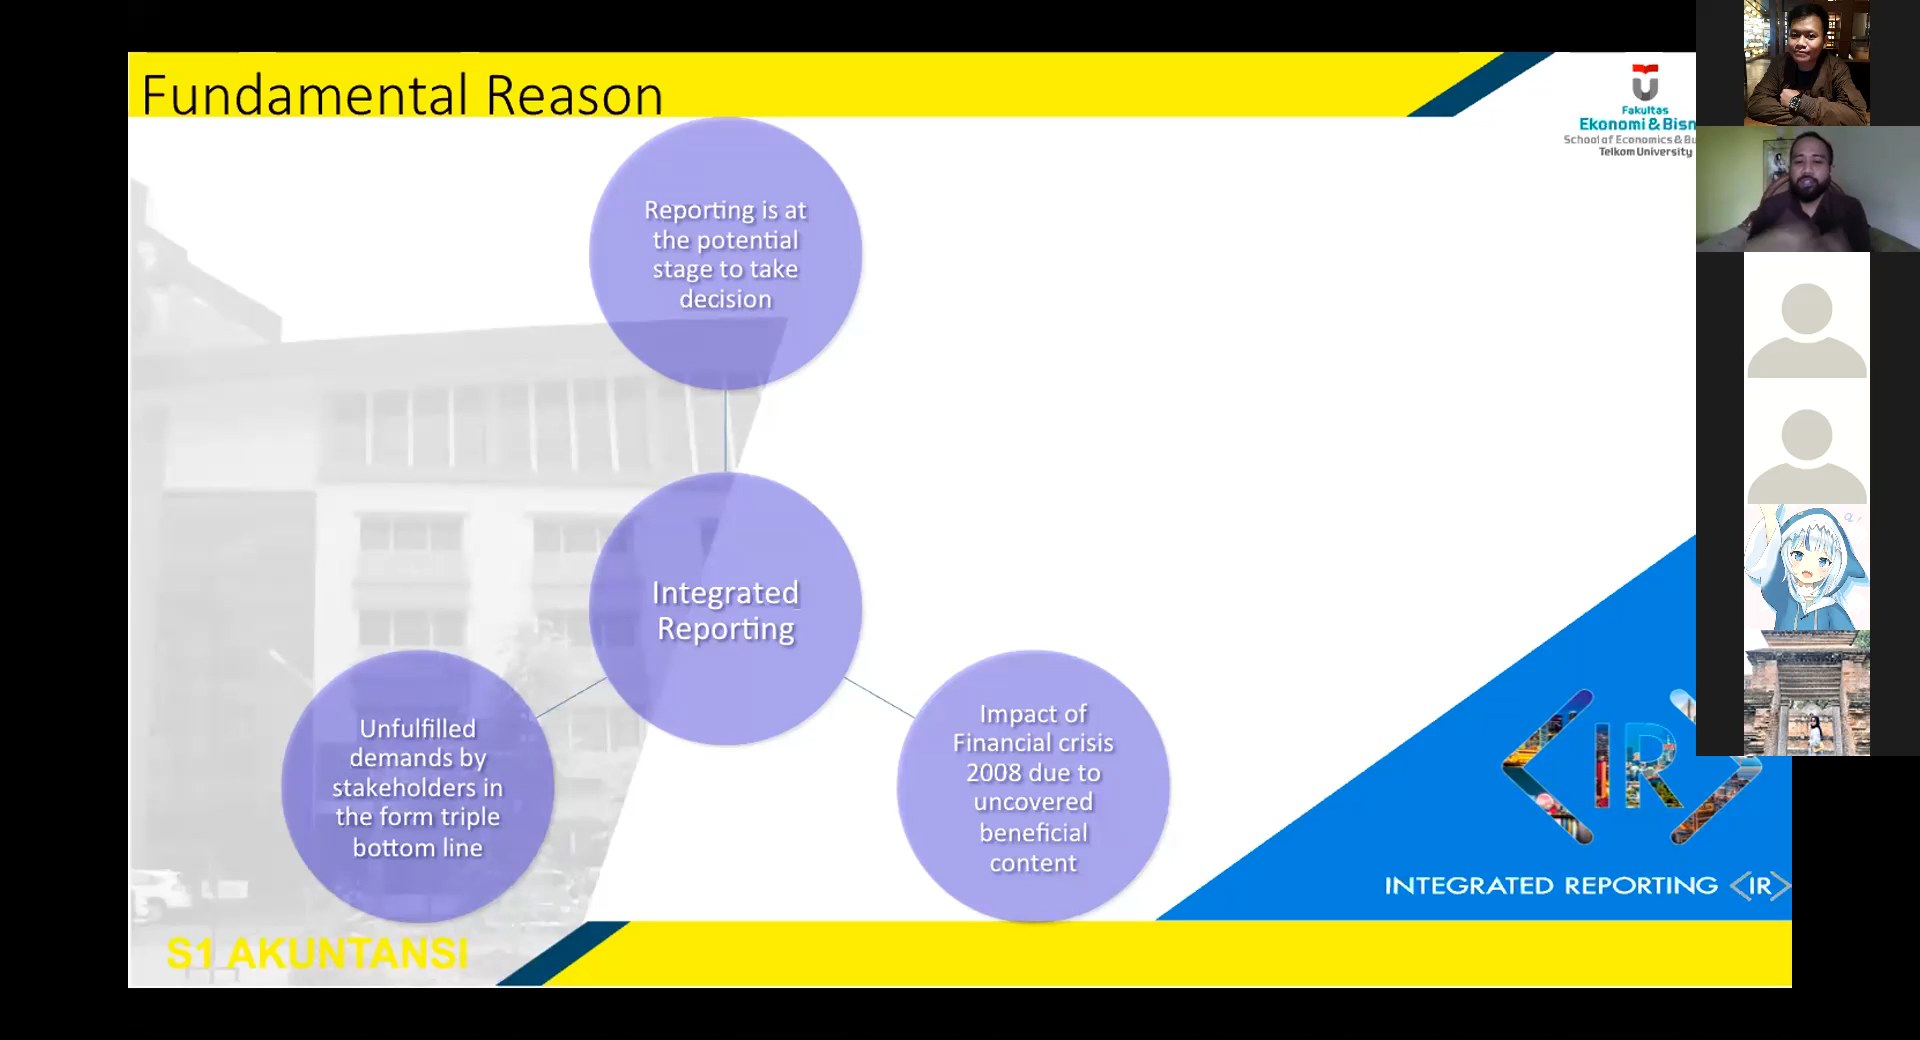 Fundamental Reason
Fakultas
Ekonomi & Bisn
School of Economics & Bu
Telkom University
Reporting is at
the potential
stage to take
decision
Integrated
Reporting
Unfulfilled
demands by
stakeholders in
the form triple
bottom line
Impact of
Financial crisis
2008 due to
uncovered
beneficial
content
IR
INTEGRATED REPORTING <IR>
S1 AKUNTANSI
a